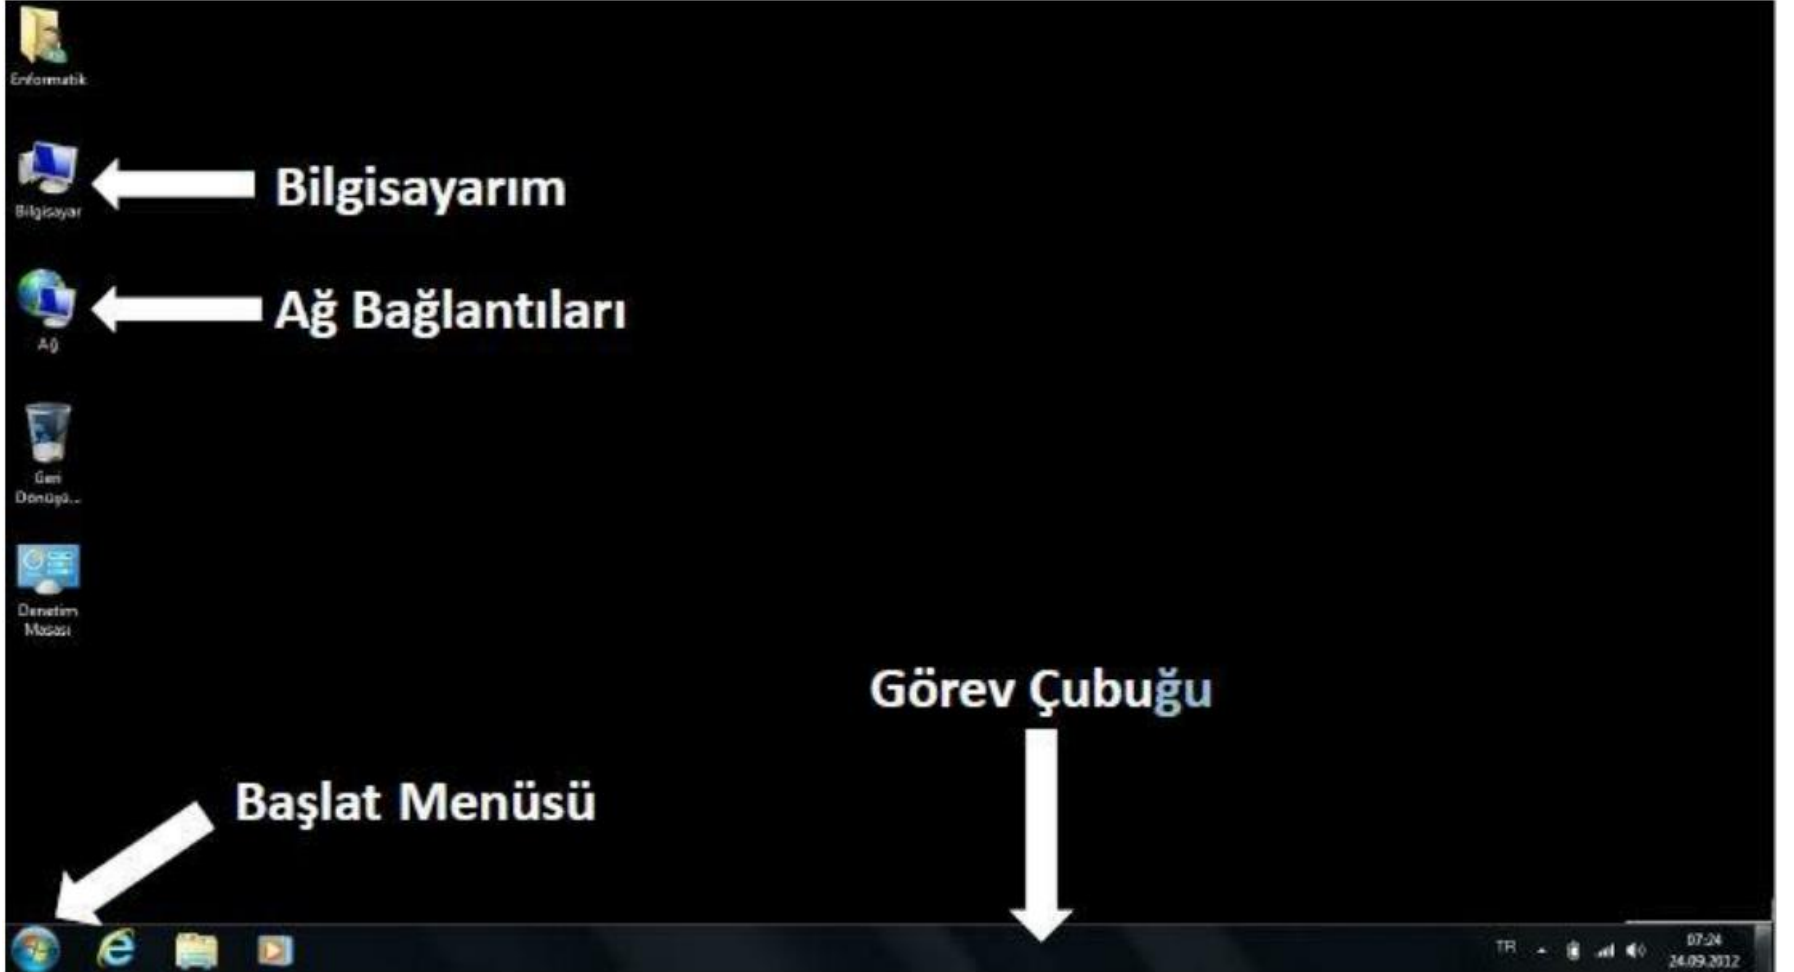 Enformatik
Bilgisayarım
Bilgisayar
Ağ Bağlantıları
Ağ
Geri
Dönüşü...
Denetim
Masası
Görev Çubuğu
Başlat Menüsü
TR
07:24
24.09.2012